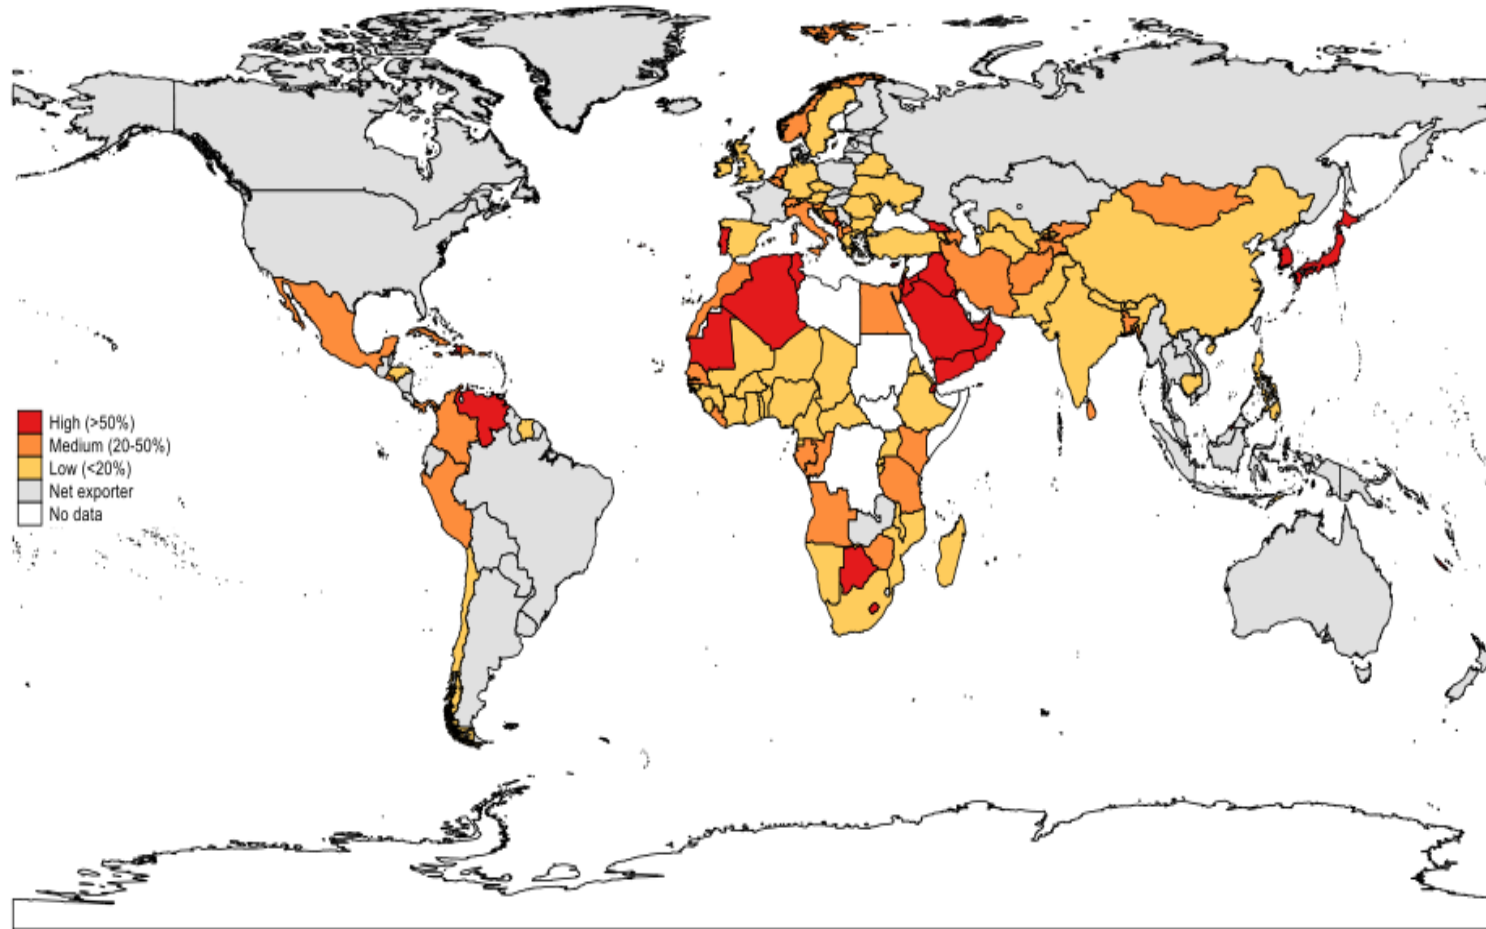 High (>50%)
Medium (20-50%)
Low (<20%)
Net exporter
No data